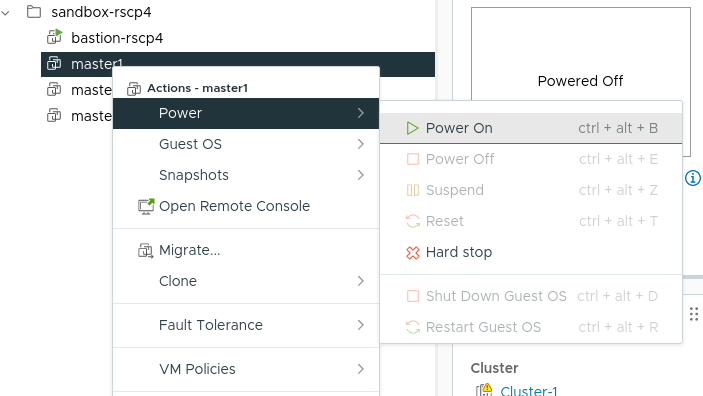 sandbox-rscp4
bastion-rscp4
master1
maste
maste
Powered Off
Actions - master1
Power
Guest OS
Snapshots
Open Remote Console
Migrate...
Clone
Fault Tolerance
VM Policies
Power On ctrl + alt + B
Power Off ctrl + alt + E
Suspend ctrl + alt + Z
Reset ctrl + alt + T
Hard stop
Shut Down Guest OS ctrl + alt + D
Restart Guest OS ctrl + alt + R
Cluster
Cluster-1